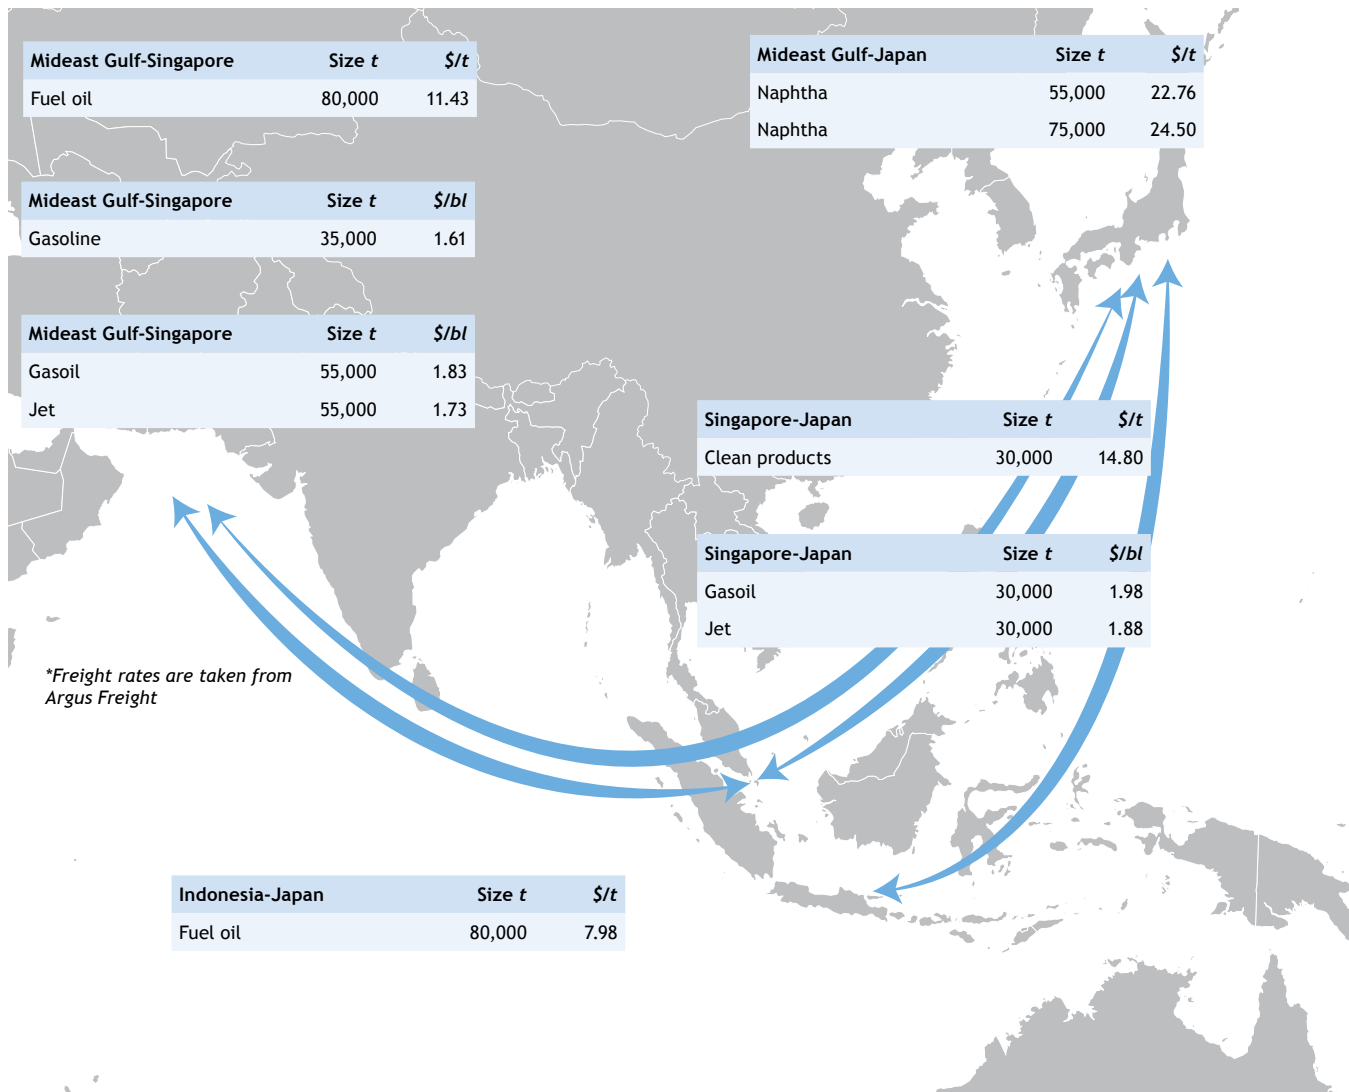 Mideast Gulf-Singapore Size t $/t
Fuel oil 80,000 11.43
Mideast Gulf-Japan Size t $/t
Naphtha 55,000 22.76
Naphtha 75,000 24.50
Mideast Gulf-Singapore Size t $/bl
Gasoline 35,000 1.61
Mideast Gulf-Singapore Size t $/bl
Gasoil 55,000 1.83
Jet 55,000 1.73
Singapore-Japan Size t $/t
Clean products 30,000 14.80
Singapore-Japan Size t $/bl
Gasoil 30,000 1.98
Jet 30,000 1.88
*Freight rates are taken from
Argus Freight
Indonesia-Japan Size t $/t
Fuel oil 80,000 7.98